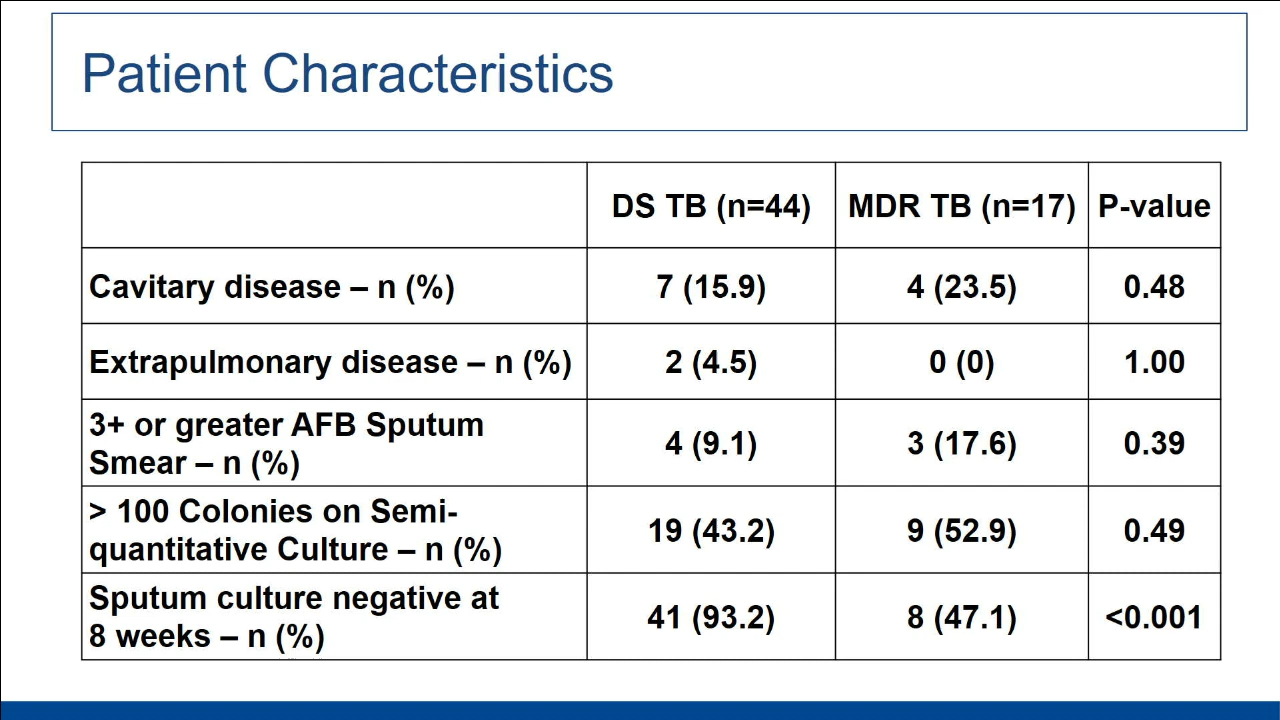 Patient Characteristics
DS TB (n=44) MDR TB (n=17) P-value
Cavitary disease – n (%) 7 (15.9) 4 (23.5) 0.48
Extrapulmonary disease – n (%) 2 (4.5) 0 (0) 1.00
3+ or greater AFB Sputum
Smear – n (%) 4 (9.1) 3 (17.6) 0.39
> 100 Colonies on Semi-
quantitative Culture – n (%) 19 (43.2) 9 (52.9) 0.49
Sputum culture negative at
8 weeks – n (%) 41 (93.2) 8 (47.1) <0.001